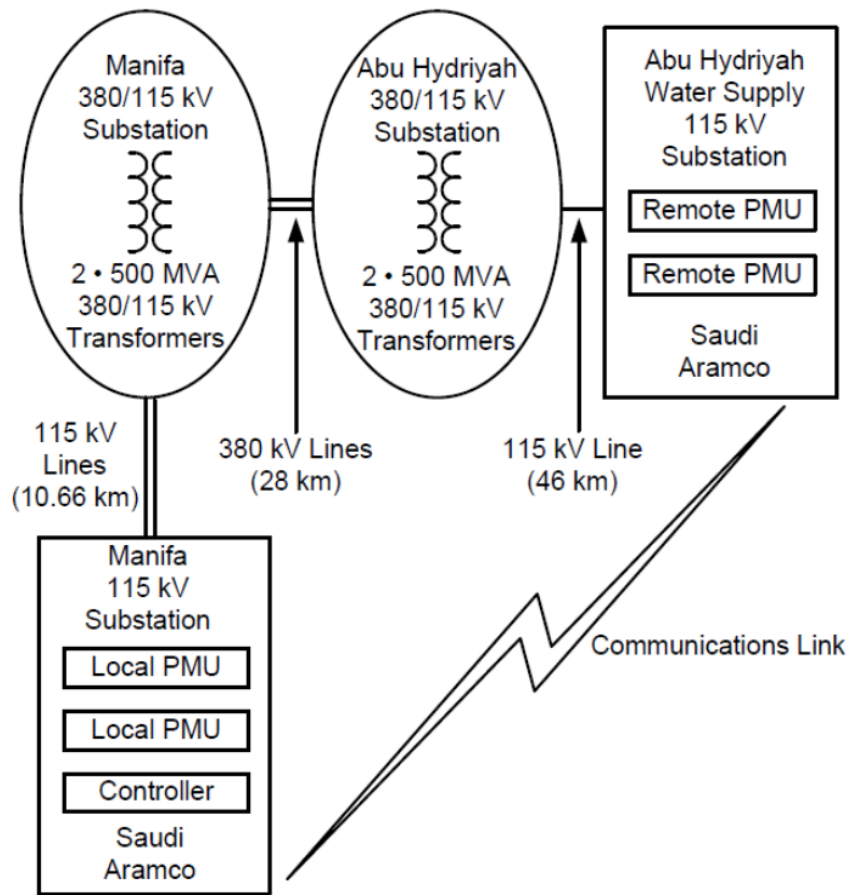 Manifa
380/115 kV
Substation
2 • 500 MVA
380/115 kV
Transformers
Abu Hydriyah
380/115 kV
Substation
2 • 500 MVA
380/115 kV
Transformers
Abu Hydriyah
Water Supply
115 kV
Substation
Remote PMU
Remote PMU
Saudi
Aramco
115 kV
Lines
(10.66 km)
380 kV Lines
(28 km)
115 kV Line
(46 km)
Manifa
115 kV
Substation
Local PMU
Local PMU
Controller
Saudi
Aramco
Communications Link